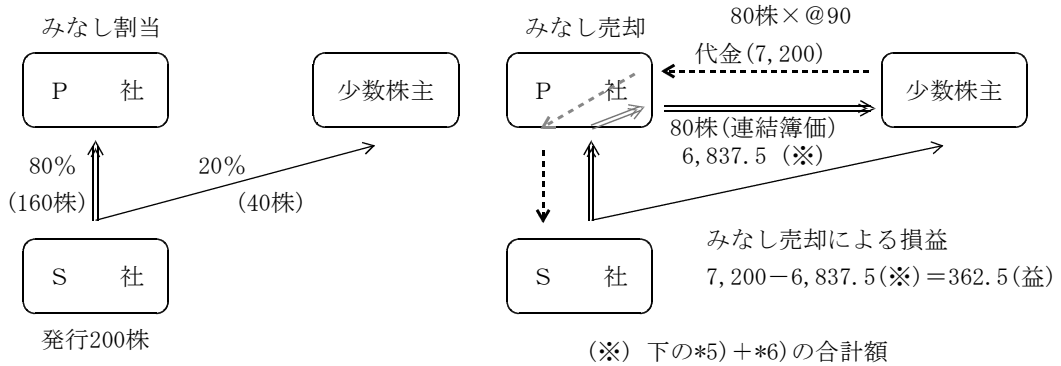 みなし割当
P 社
少数株主
80%
(160株)
20%
(40株)
S 社
発行200株
みなし売却
80株×@90
代金(7,200)
P 社
少数株主
80株(連結簿価)
6,837.5 (※)
S 社
みなし売却による損益
7,200－6,837.5(※)＝362.5(益)
(※) 下の*5)＋*6)の合計額